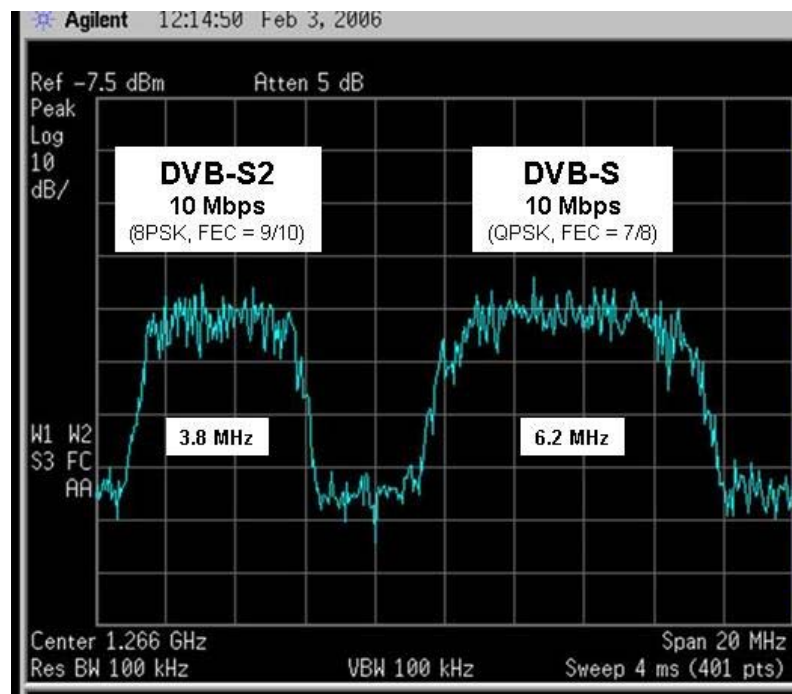 Agilent 12:14:50 Feb 3, 2006
Ref -7.5 dBm Atten 5 dB
Peak
Log
10
dB/
DVB-S2
10 Mbps
(8PSK, FEC = 9/10)
DVB-S
10 Mbps
(QPSK, FEC = 7/8)
3.8 MHz
6.2 MHz
W1 W2
S3 FC
AA
Center 1.266 GHz Span 20 MHz
Res BW 100 kHz VBW 100 kHz Sweep 4 ms (401 pts)